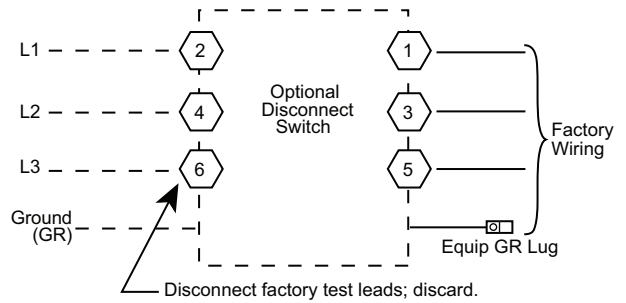 L1
2
1
Optional
Disconnect
Switch
L2
4
3
Factory
Wiring
L3
6
5
Ground
(GR)
Equip GR Lug
Disconnect factory test leads; discard.